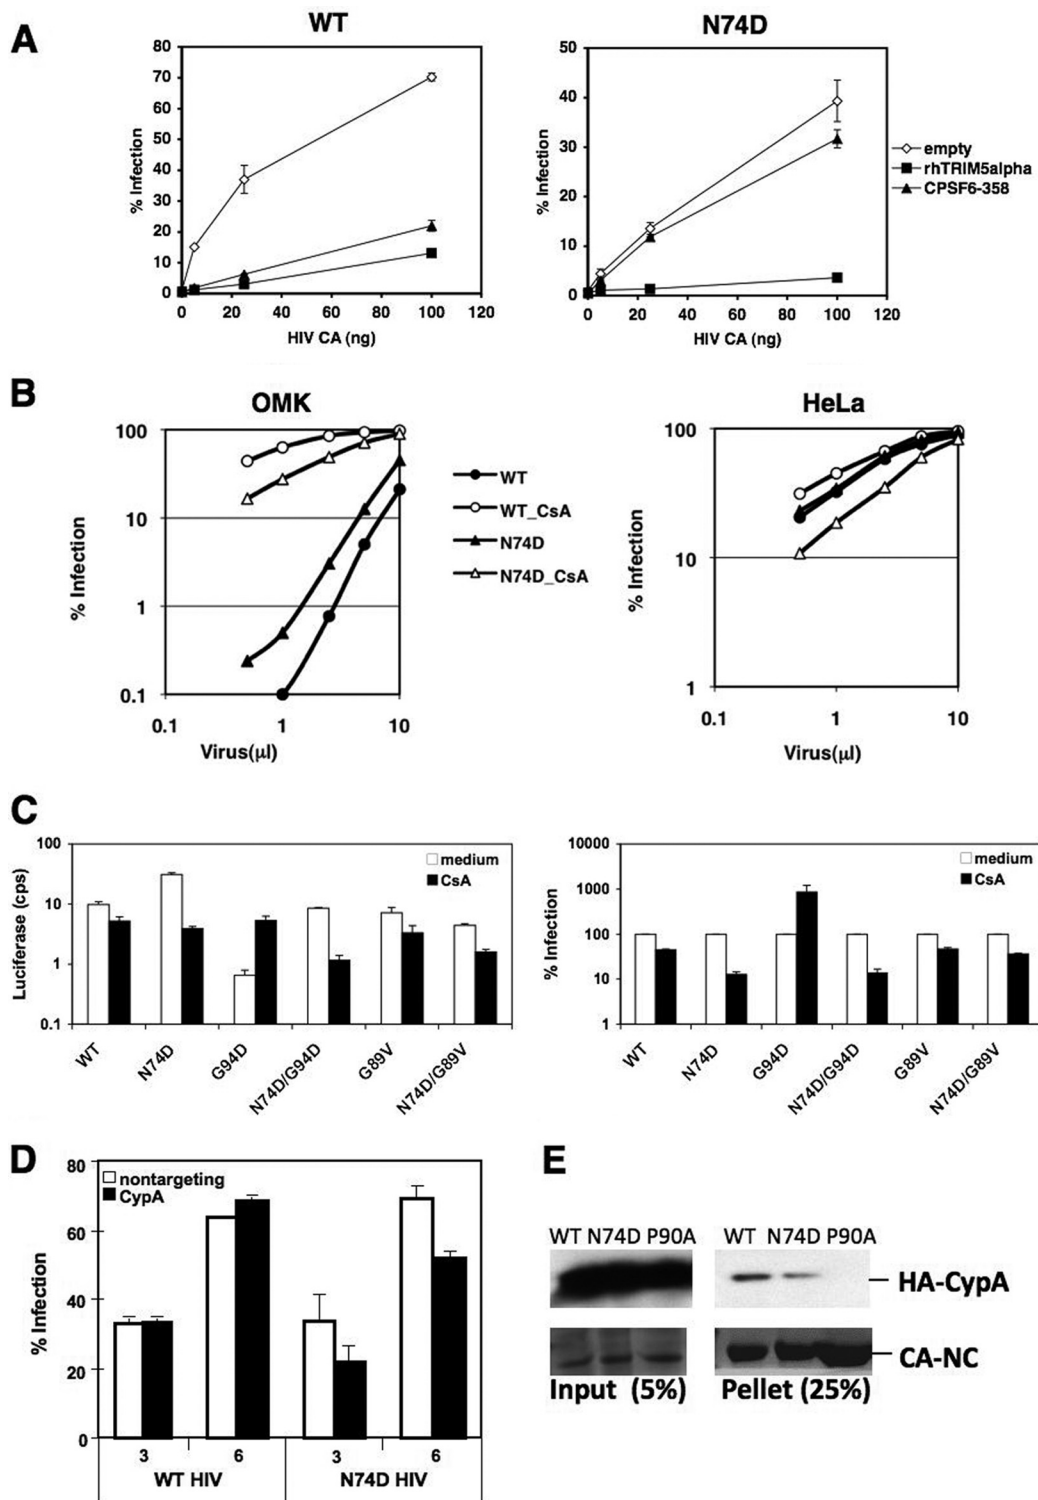 A
WT
N74D
% Infection
80
70
60
50
40
30
20
10
0
0 20 40 60 80 100 120
HIV CA (ng)
% Infection
50
40
30
20
10
0
0 20 40 60 80 100 120
HIV CA (ng)
empty
rhTRIM5alpha
CPSF6-358
B
OMK
HeLa
% Infection
100
10
1
0.1
0.1 1 10
Virus(µl)
WT
WT_CsA
N74D
N74D_CsA
% Infection
100
10
1
0.1 1 10
Virus(µl)
C
Luciferase (cps)
100
10
1
0.1
medium
CsA
WT
N74D
G94D
N74D/G94D
G89V
N74D/G89V
% Infection
10000
1000
100
10
1
medium
CsA
WT
N74D
G94D
N74D/G94D
G89V
N74D/G89V
D
% Infection
80
60
40
20
0
nontargeting
CypA
3 6 3 6
WT HIV N74D HIV
E
WT N74D P90A WT N74D P90A
HA-CypA
CA-NC
Input (5%) Pellet (25%)